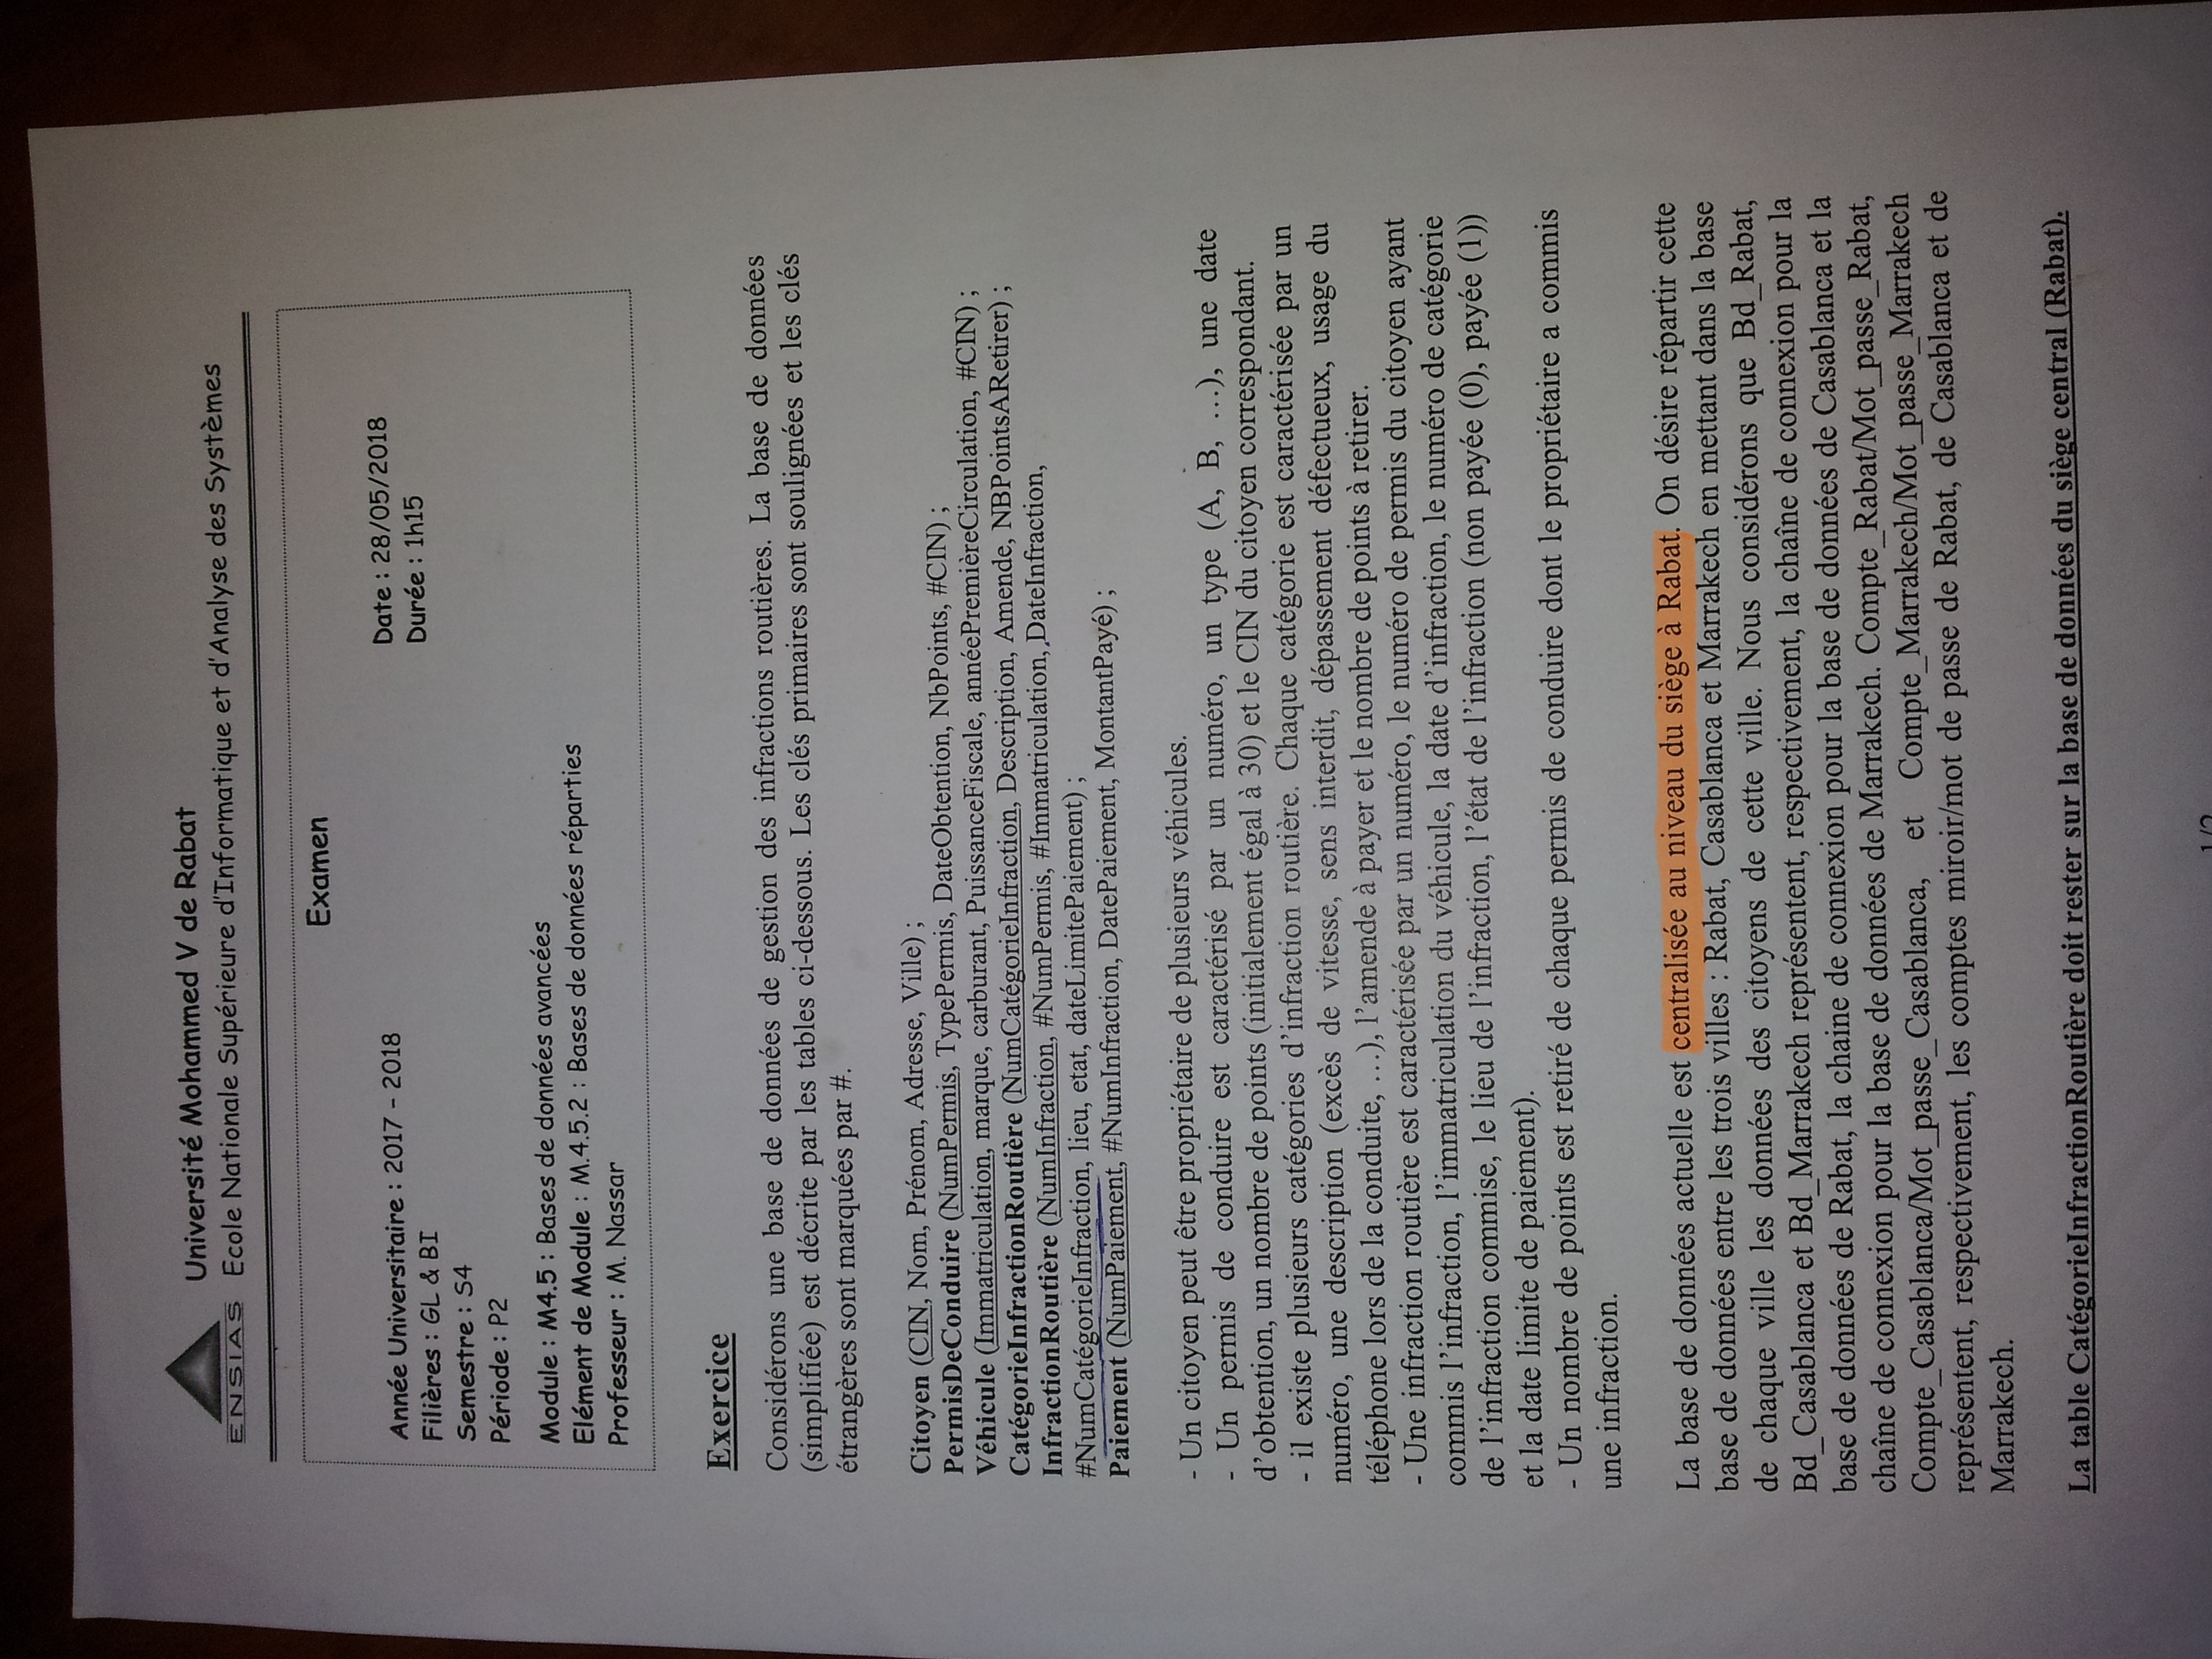 Université Mohammed V de Rabat
ENSIAS Ecole Nationale Supérieure d'Informatique et d'Analyse des Systèmes
Examen
Année Universitaire : 2017 - 2018
Date : 28/05/2018
Filières : GL & BI
Durée : 1h15
Semestre : S4
Période : P2
Module : M4.5 : Bases de données avancées
Elément de Module : M.4.5.2 : Bases de données réparties
Professeur : M. Nassar
Exercice
Considérons une base de données de gestion des infractions routières. La base de données
(simplifiée) est décrite par les tables ci-dessous. Les clés primaires sont soulignées et les clés
étrangères sont marquées par #.
Citoyen (CIN, Nom, Prénom, Adresse, Ville) ;
PermisDeConduire (NumPermis, TypePermis, DateObtention, NbPoints, #CIN) ;
Véhicule (Immatriculation, marque, carburant, PuissanceFiscale, annéePremièreCirculation, #CIN) ;
CatégorieInfractionRoutière (NumCatégorieInfraction, Description, Amende, NBPointsARetirer) ;
InfractionRoutière (NumInfraction, #NumPermis, #Immatriculation, DateInfraction,
#NumCatégorieInfraction, lieu, etat, dateLimitePaiement) ;
Paiement (NumPaiement, #NumInfraction, DatePaiement, MontantPayé) ;
- Un citoyen peut être propriétaire de plusieurs véhicules.
- Un permis de conduire est caractérisé par un numéro, un type (A, B, …), une date
d'obtention, un nombre de points (initialement égal à 30) et le CIN du citoyen correspondant.
- il existe plusieurs catégories d'infraction routière. Chaque catégorie est caractérisée par un
numéro, une description (excès de vitesse, sens interdit, dépassement défectueux, usage du
téléphone lors de la conduite, …), l'amende à payer et le nombre de points à retirer.
- Une infraction routière est caractérisée par un numéro, le numéro de permis du citoyen ayant
commis l'infraction, l'immatriculation du véhicule, la date d'infraction, le numéro de catégorie
de l'infraction commise, le lieu de l'infraction, l'état de l'infraction (non payée (0), payée (1))
et la date limite de paiement).
- Un nombre de points est retiré de chaque permis de conduire dont le propriétaire a commis
une infraction.
La base de données actuelle est centralisée au niveau du siège à Rabat. On désire répartir cette
base de données entre les trois villes : Rabat, Casablanca et Marrakech en mettant dans la base
de chaque ville les données des citoyens de cette ville. Nous considérons que Bd_Rabat,
Bd_Casablanca et Bd_Marrakech représentent, respectivement, la chaîne de connexion pour la
base de données de Rabat, la chaine de connexion pour la base de données de Casablanca et la
chaîne de connexion pour la base de données de Marrakech. Compte_Rabat/Mot_passe_Rabat,
Compte_Casablanca/Mot_passe_Casablanca, et Compte_Marrakech/Mot_passe_Marrakech
représentent, respectivement, les comptes miroir/mot de passe de Rabat, de Casablanca et de
Marrakech.
La table CatégorieInfractionRoutière doit rester sur la base de données du siège central (Rabat).
1/2